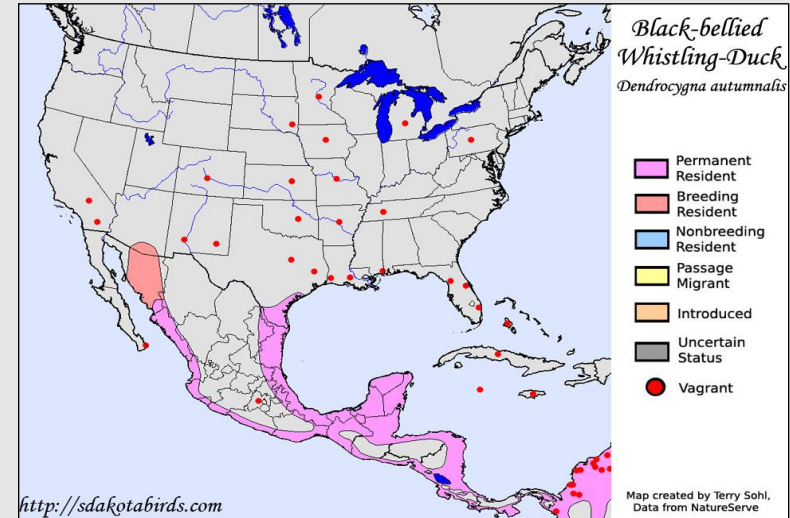 Black-bellied
Whistling-Duck
Dendrocygna autumnalis
Permanent
Resident
Breeding
Resident
Nonbreeding
Resident
Passage
Migrant
Introduced
Uncertain
Status
Vagrant
http://sdakotabirds.com
Map created by Terry Sohl,
Data from NatureServe